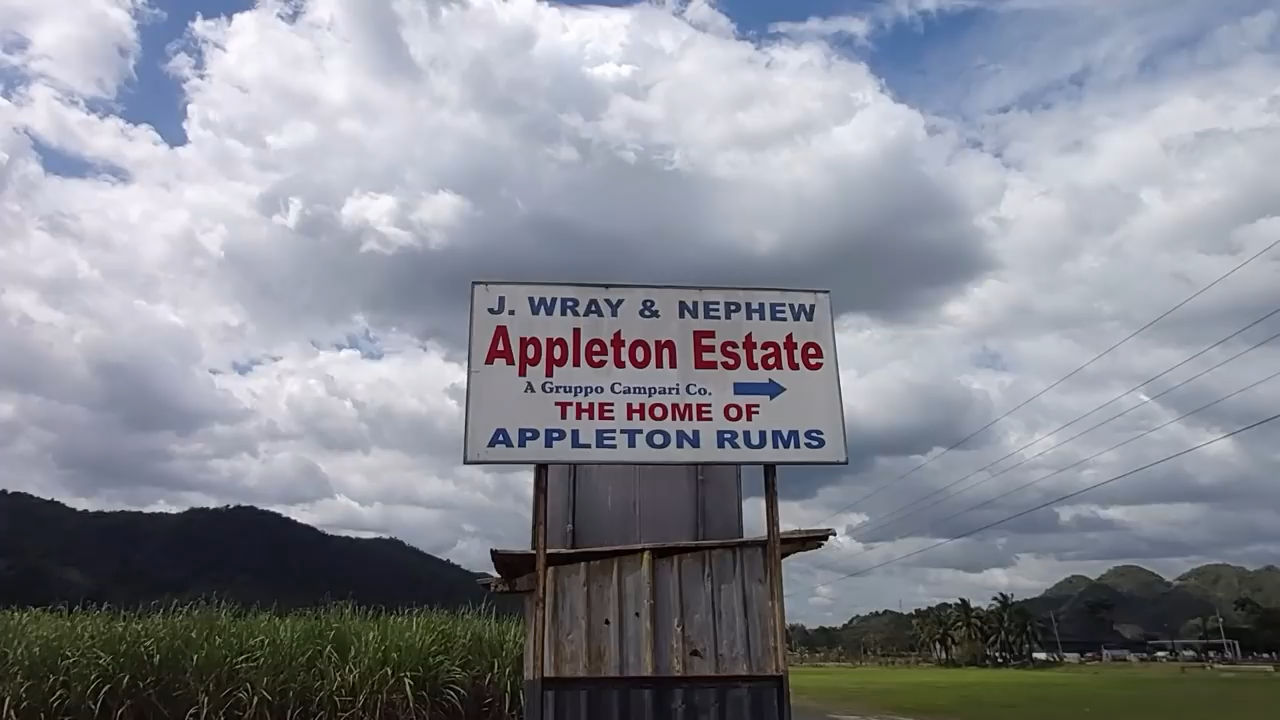 J. WRAY & NEPHEW
Appleton Estate
A Gruppo Campari Co.
THE HOME OF
APPLETON RUMS